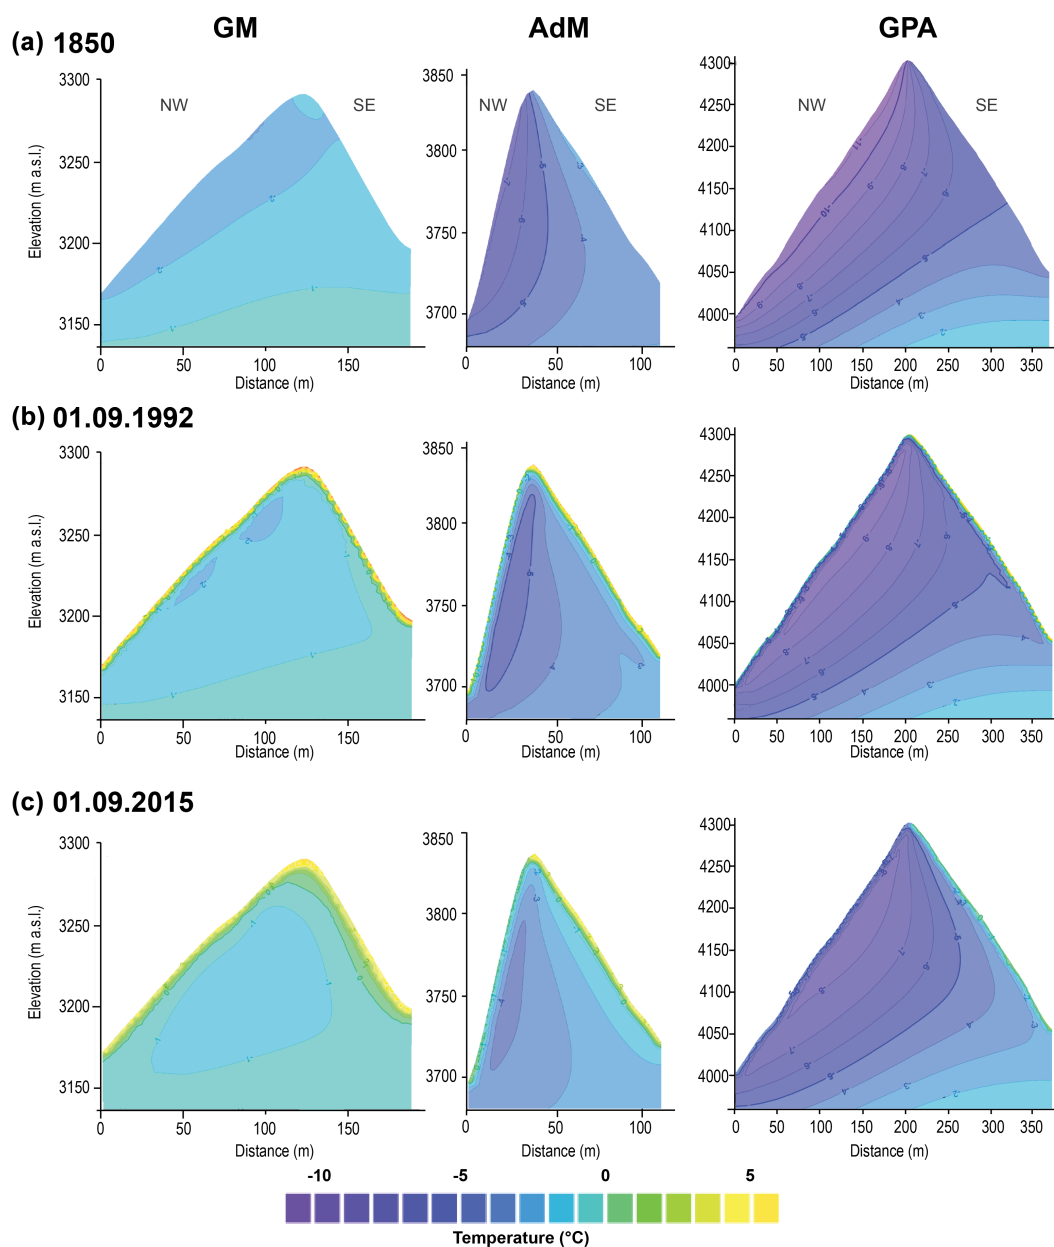 GM AdM GPA
(a) 1850
3300 3250 3200 3150
Elevation (m a.s.l.)
NW SE
0 50 100 150
Distance (m)
3850 3800 3750 3700
NW SE
0 50 100
Distance (m)
4300 4250 4200 4150 4100 4050 4000
NW SE
0 50 100 150 200 250 300 350
Distance (m)
(b) 01.09.1992
3300 3250 3200 3150
Elevation (m a.s.l.)
0 50 100 150
Distance (m)
3850 3800 3750 3700
0 50 100
Distance (m)
4300 4250 4200 4150 4100 4050 4000
0 50 100 150 200 250 300 350
Distance (m)
(c) 01.09.2015
3300 3250 3200 3150
Elevation (m a.s.l.)
0 50 100 150
Distance (m)
3850 3800 3750 3700
0 50 100
Distance (m)
4300 4250 4200 4150 4100 4050 4000
0 50 100 150 200 250 300 350
Distance (m)
-10 -5 0 5
Temperature (°C)